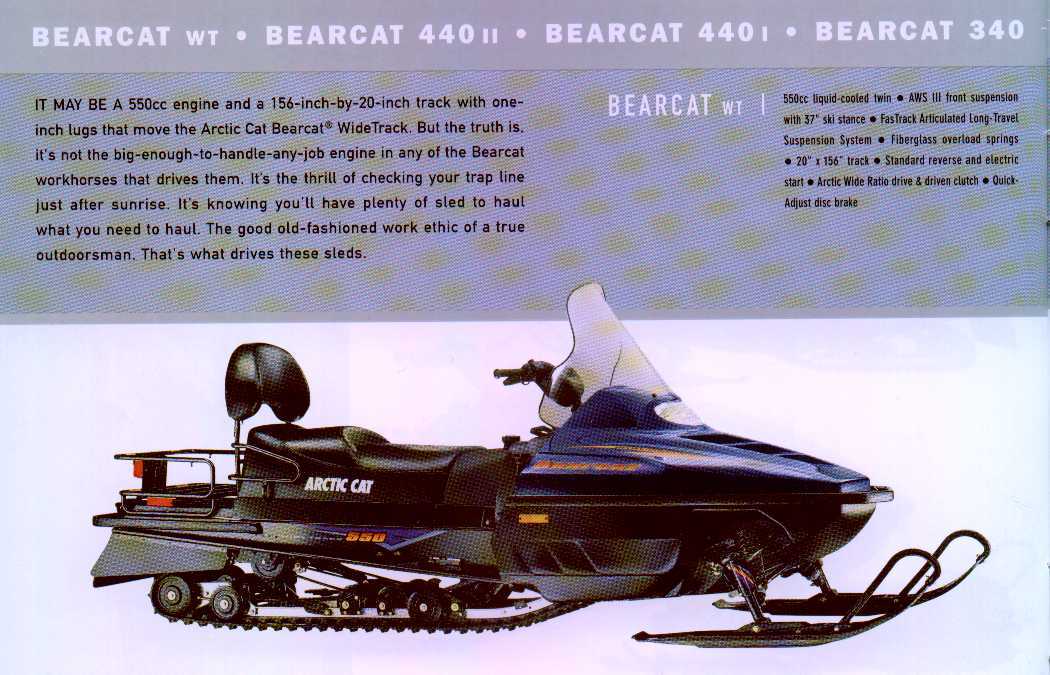 BEARCAT WT • BEARCAT 440 II • BEARCAT 440 I • BEARCAT 340
IT MAY BE A 550cc engine and a 156-inch-by-20-inch track with one-
inch lugs that move the Arctic Cat Bearcat® WideTrack. But the truth is,
it's not the big-enough-to-handle-any-job engine in any of the Bearcat
workhorses that drives them. It's the thrill of checking your trap line
just after sunrise. It's knowing you'll have plenty of sled to haul
what you need to haul. The good old-fashioned work ethic of a true
outdoorsman. That's what drives these sleds.
BEARCAT WT |
550cc liquid-cooled twin ● AWS III front suspension
with 37" ski stance ● FasTrack Articulated Long-Travel
Suspension System ● Fiberglass overload springs
● 20" x 156" track ● Standard reverse and electric
start ● Arctic Wide Ratio drive & driven clutch ● Quick-
Adjust disc brake
ARCTIC CAT
550